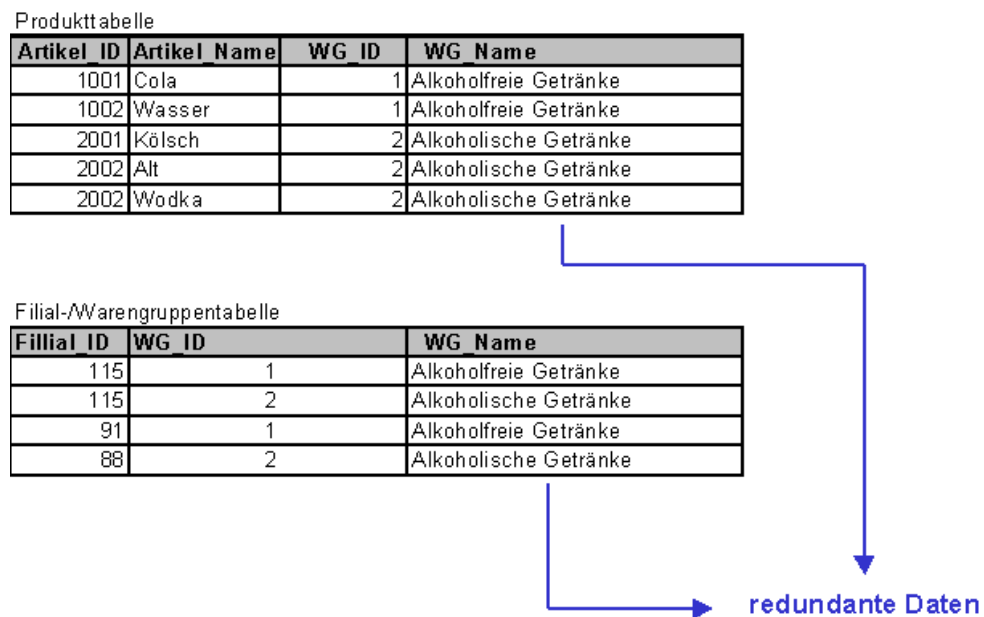 Produkttabelle
Artikel_ID Artikel_Name WG_ID WG_Name
1001 Cola 1 Alkoholfreie Getränke
1002 Wasser 1 Alkoholfreie Getränke
2001 Kölsch 2 Alkoholische Getränke
2002 Alt 2 Alkoholische Getränke
2002 Wodka 2 Alkoholische Getränke
Filial-/Warengruppentabelle
Fillial_ID WG_ID WG_Name
115 1 Alkoholfreie Getränke
115 2 Alkoholische Getränke
91 1 Alkoholfreie Getränke
88 2 Alkoholische Getränke
redundante Daten